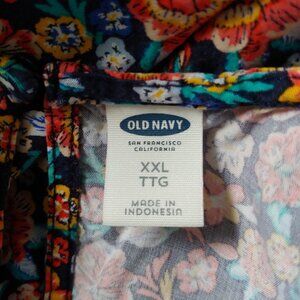 OLD NAVY
SAN FRANCISCO
CALIFORNIA
XXL
TTG
MADE IN
INDONESIA